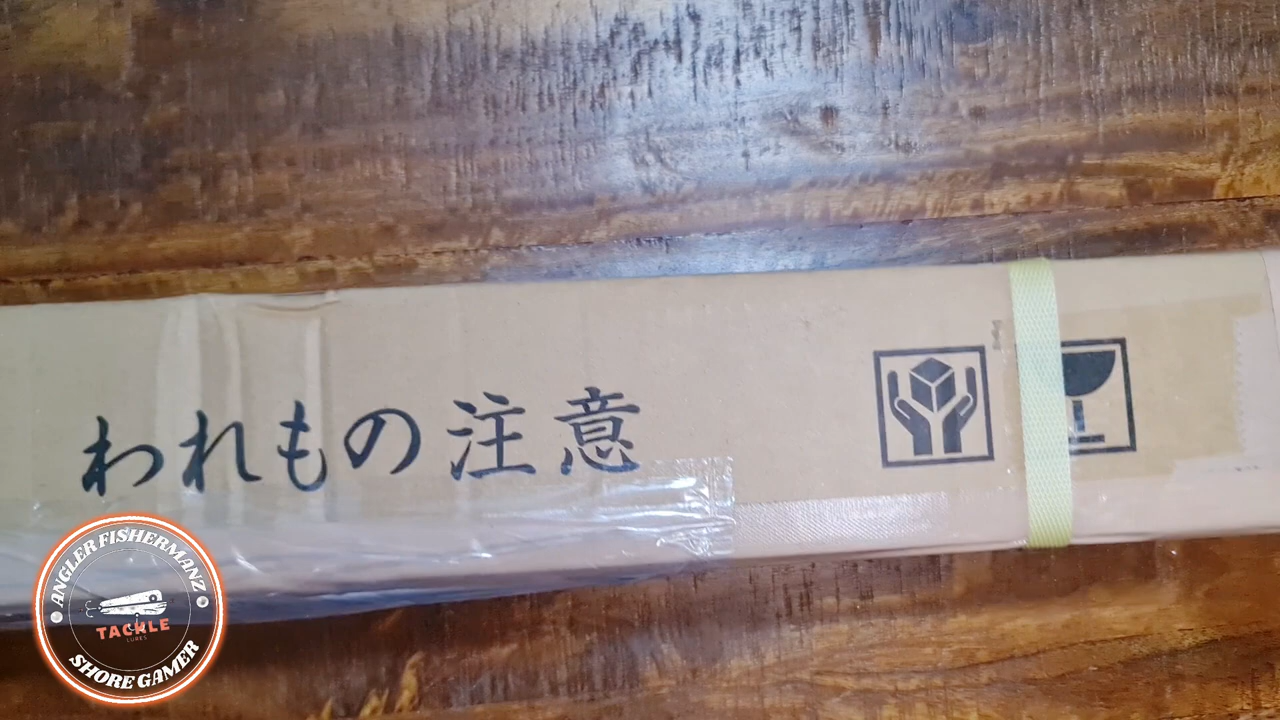 われもの注意
ANGLER FISHERMANZ
TACKLE
LURES
SHORE GAMER